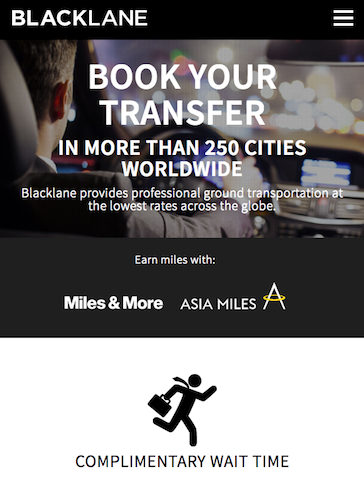 BLACKLANE
BOOK YOUR
TRANSFER
IN MORE THAN 250 CITIES
WORLDWIDE
Blacklane provides professional ground transportation at
the lowest rates across the globe.
Earn miles with:
Miles & More ASIA MILES
COMPLIMENTARY WAIT TIME